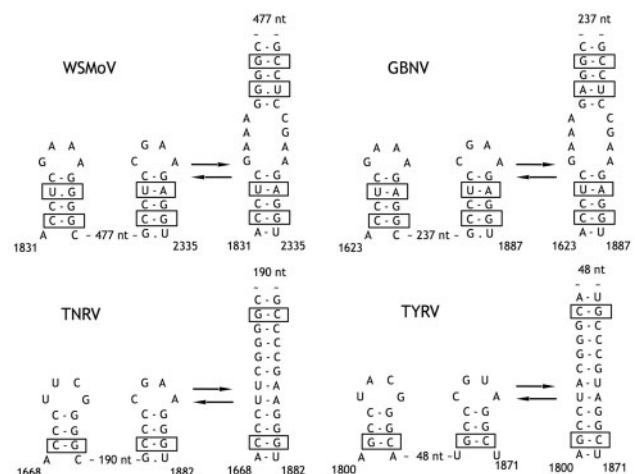 477 nt
- -
C - G
G - C
G - C
G . U
G - C
A C
A G
A A
G A
C - G
U - A
C - G
C - G
A - U
1831 2335
WSMoV
A A
G A
C - G
U . G
C - G
C - G
A C
1831
- 477 nt -
G A
C A
C - G
U - A
C - G
C - G
G . U
2335
237 nt
- -
C - G
G - C
G - C
A - U
G - C
A C
A G
A A
G A
C - G
U - A
C - G
C - G
A - U
1623 1887
GBNV
A A
G A
C - G
U - A
C - G
C - G
A C
1623
- 237 nt -
G A
C A
C - G
U - A
C - G
C - G
G . U
1887
190 nt
- -
C - G
G - C
G - C
G - C
C - G
U - A
U - A
C - G
C - G
C - G
A - U
1668 1882
TNRV
U C
U G
C - G
C - G
C - G
A C
1668
- 190 nt -
G A
C A
C - G
C - G
C - G
G . U
1882
48 nt
- -
A - U
C - G
G - C
G - C
G - C
C - G
A - U
U - A
C - G
C - G
G - C
A - U
1800 1871
TYRV
A C
U G
C - G
C - G
G - C
A A
1800
- 48 nt -
G U
C A
C - G
C - G
G - C
U U
1871